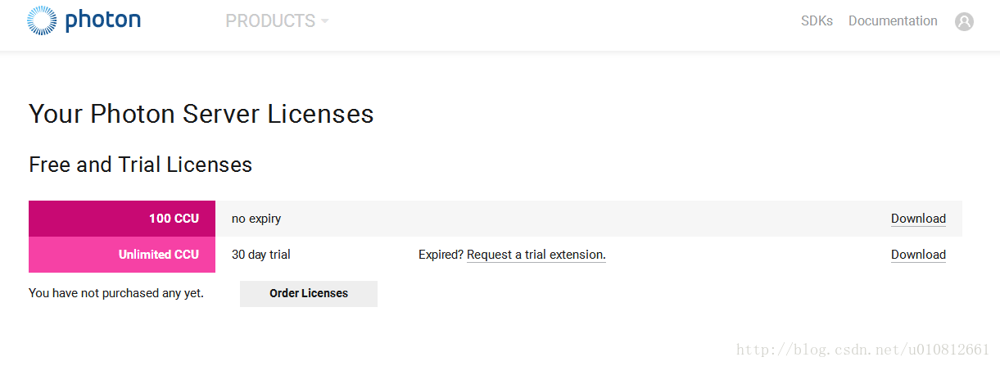 photon PRODUCTS SDKs Documentation
Your Photon Server Licenses
Free and Trial Licenses
100 CCU no expiry Download
Unlimited CCU 30 day trial Expired? Request a trial extension. Download
You have not purchased any yet. Order Licenses
http://blog.csdn.net/u010812661